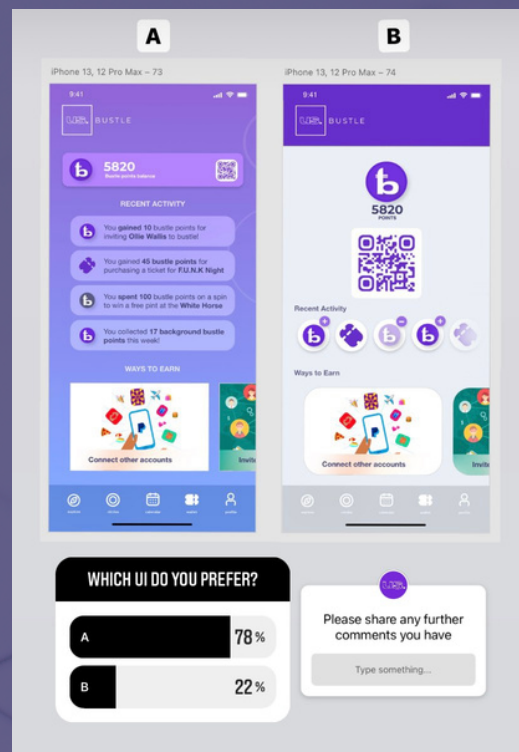 A
B
iPhone 13, 12 Pro Max – 73
iPhone 13, 12 Pro Max – 74
9:41
BUSTLE
5820
Bustle points balance
RECENT ACTIVITY
You gained 10 bustle points for
inviting Ollie Wallis to bustle!
You gained 45 bustle points for
purchasing a ticket for F.U.N.K Night
You spent 100 bustle points on a spin
to win a free pint at the White Horse
You collected 17 background bustle
points this week!
WAYS TO EARN
Connect other accounts
Invite
9:41
BUSTLE
5820
POINTS
Recent Activity
Ways to Earn
Connect other accounts
Invite
WHICH UI DO YOU PREFER?
A 78%
B 22%
Please share any further
comments you have
Type something...